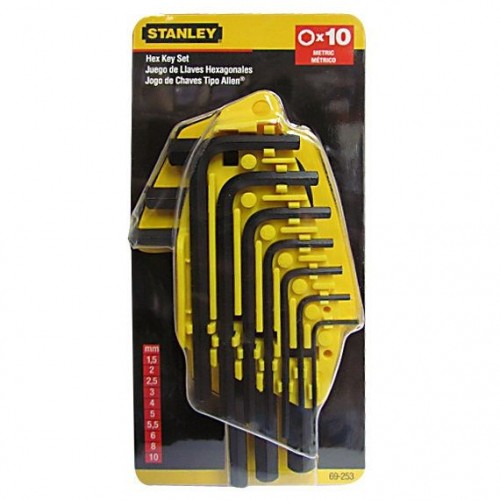 STANLEY
x10
METRIC
MÉTRICO
Hex Key Set
Juego de Llaves Hexagonales
Jogo de Chaves Tipo Allen®
mm
1,5
2
2,5
3
4
5
5,5
6
8
10
69-253